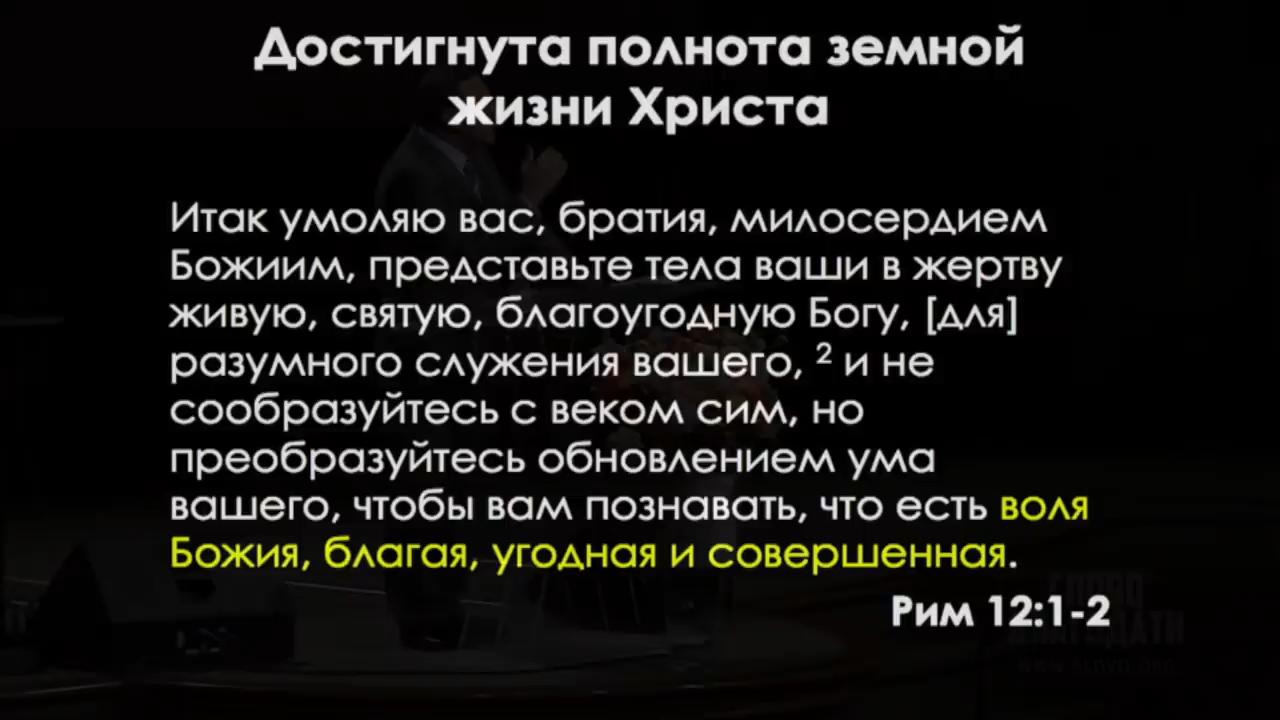 Достигнута полнота земной
жизни Христа
Итак умоляю вас, братия, милосердием
Божиим, представьте тела ваши в жертву
живую, святую, благоугодную Богу, [для]
разумного служения вашего, ² и не
сообразуйтесь с веком сим, но
преобразуйтесь обновлением ума
вашего, чтобы вам познавать, что есть воля
Божия, благая, угодная и совершенная.
Рим 12:1-2